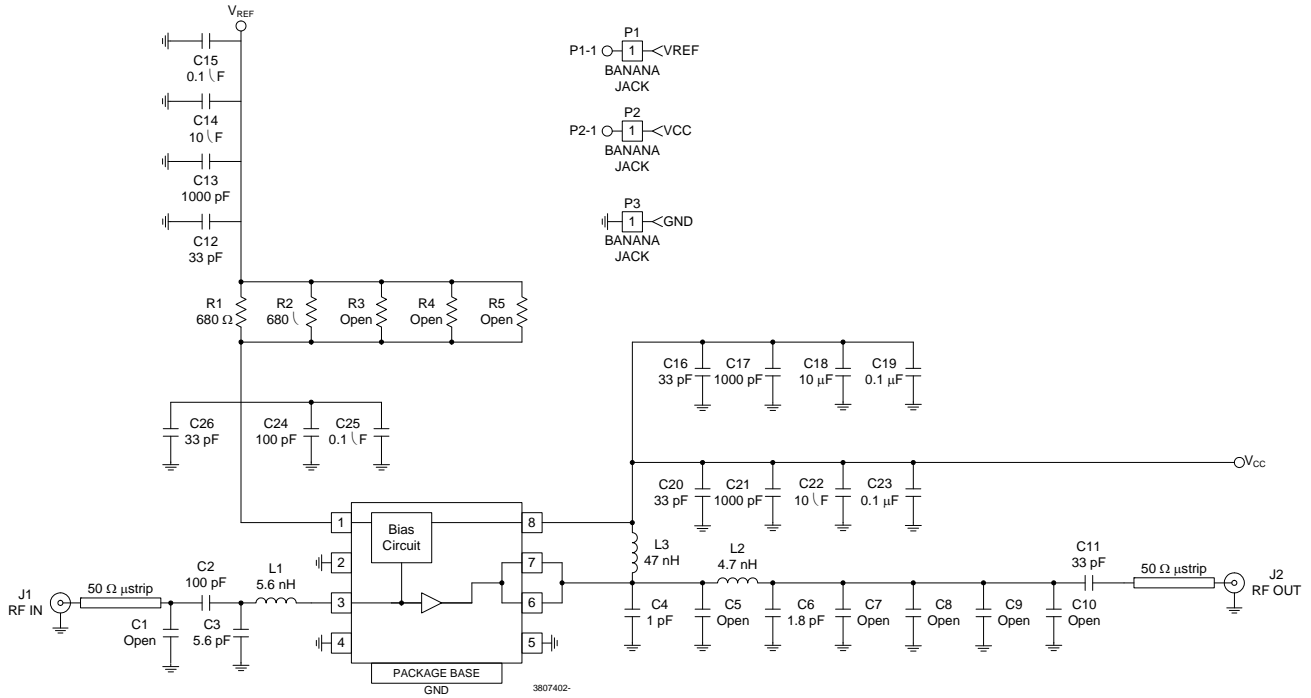 VREF
C15
0.1 \F
C14
10 \F
C13
1000 pF
C12
33 pF
P1
P1-1 1 VREF
BANANA
JACK
P2
P2-1 1 VCC
BANANA
JACK
P3
1 GND
BANANA
JACK
R1
680 Ω
R2
680 \
R3
Open
R4
Open
R5
Open
C16
33 pF
C17
1000 pF
C18
10 µF
C19
0.1 µF
C26
33 pF
C24
100 pF
C25
0.1 \F
VCC
C20
33 pF
C21
1000 pF
C22
10 \F
C23
0.1 µF
1
Bias
Circuit
8
2
7
3
6
4
5
PACKAGE BASE
GND
3807402-
J1
RF IN
50 Ω µstrip
C1
Open
C2
100 pF
C3
5.6 pF
L1
5.6 nH
L3
47 nH
L2
4.7 nH
C4
1 pF
C5
Open
C6
1.8 pF
C7
Open
C8
Open
C9
Open
C10
Open
C11
33 pF
50 Ω µstrip
J2
RF OUT